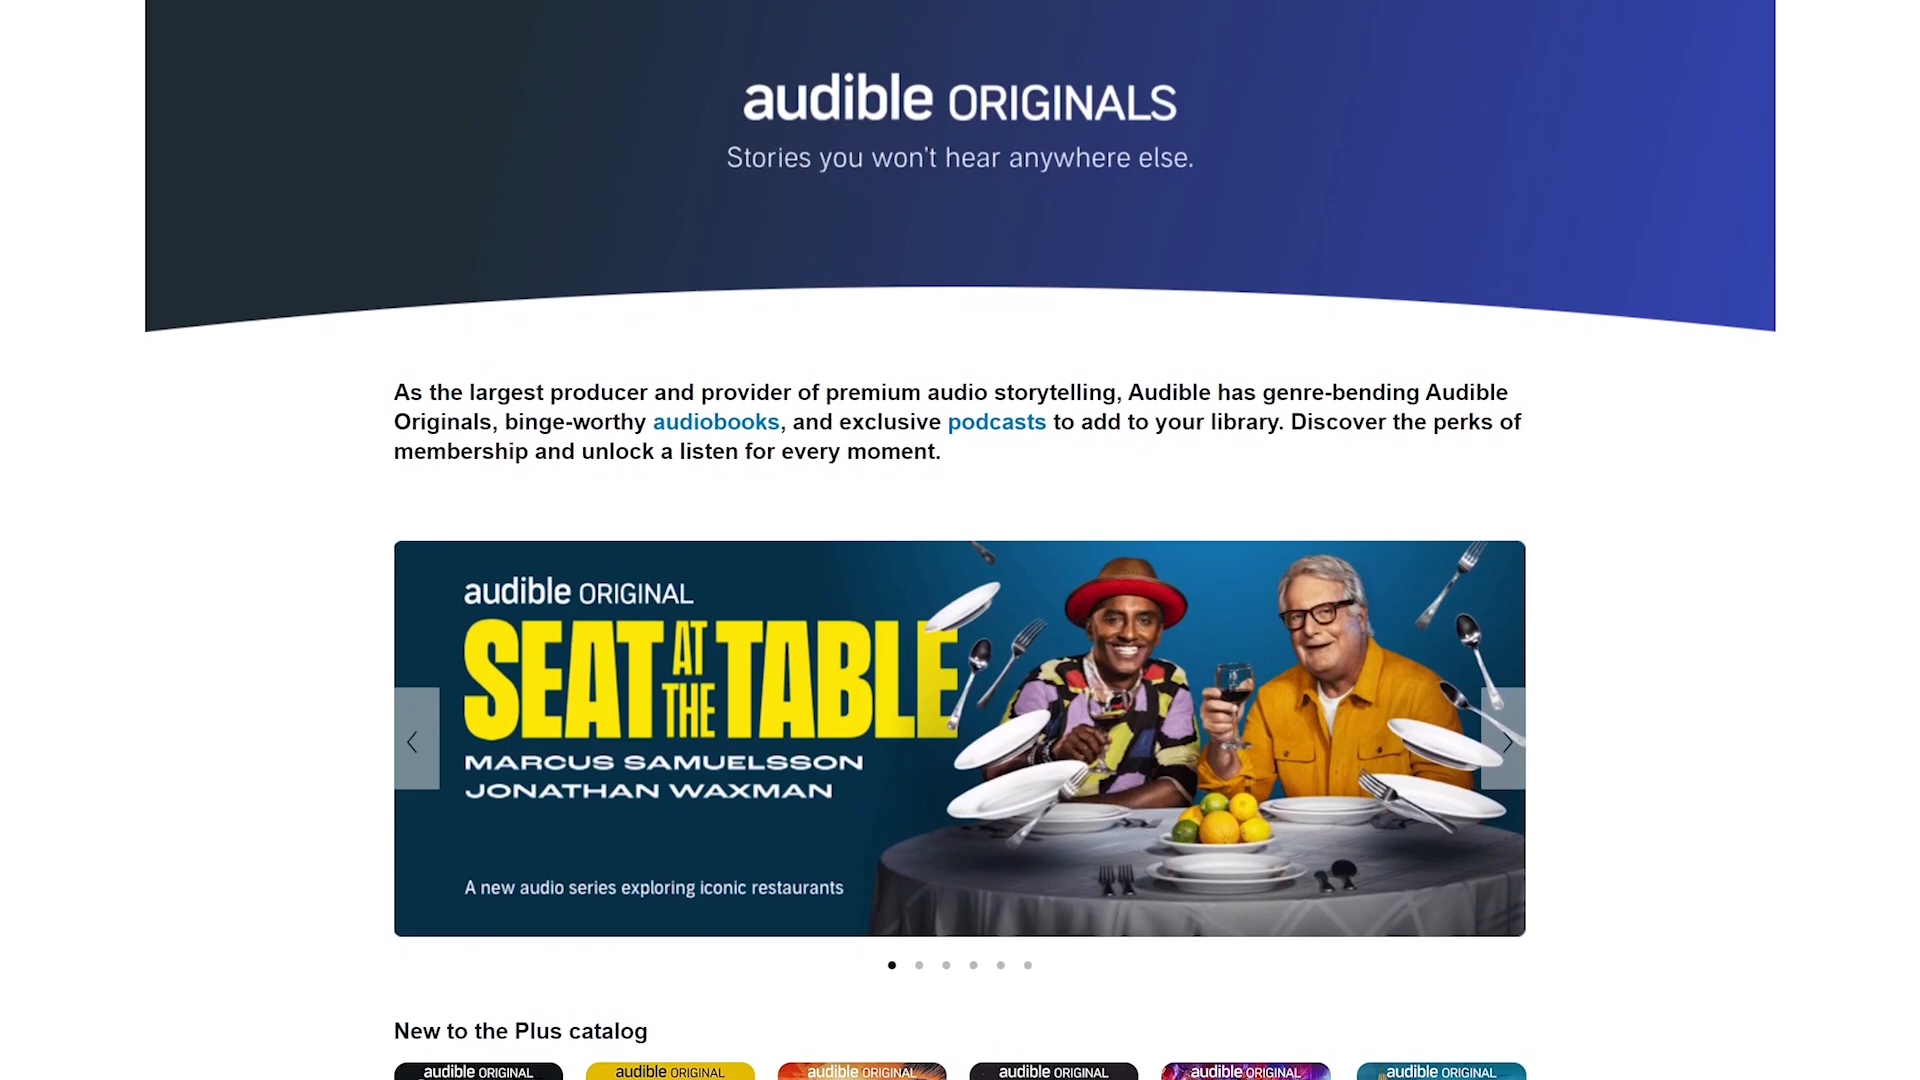 audible ORIGINALS
Stories you won't hear anywhere else.
As the largest producer and provider of premium audio storytelling, Audible has genre-bending Audible
Originals, binge-worthy audiobooks, and exclusive podcasts to add to your library. Discover the perks of
membership and unlock a listen for every moment.
audible ORIGINAL
SEAT AT THE TABLE
MARCUS SAMUELSSON
JONATHAN WAXMAN
A new audio series exploring iconic restaurants
New to the Plus catalog
audible ORIGINAL
audible ORIGINAL
audible ORIGINAL
audible ORIGINAL
audible ORIGINAL
audible ORIGINAL